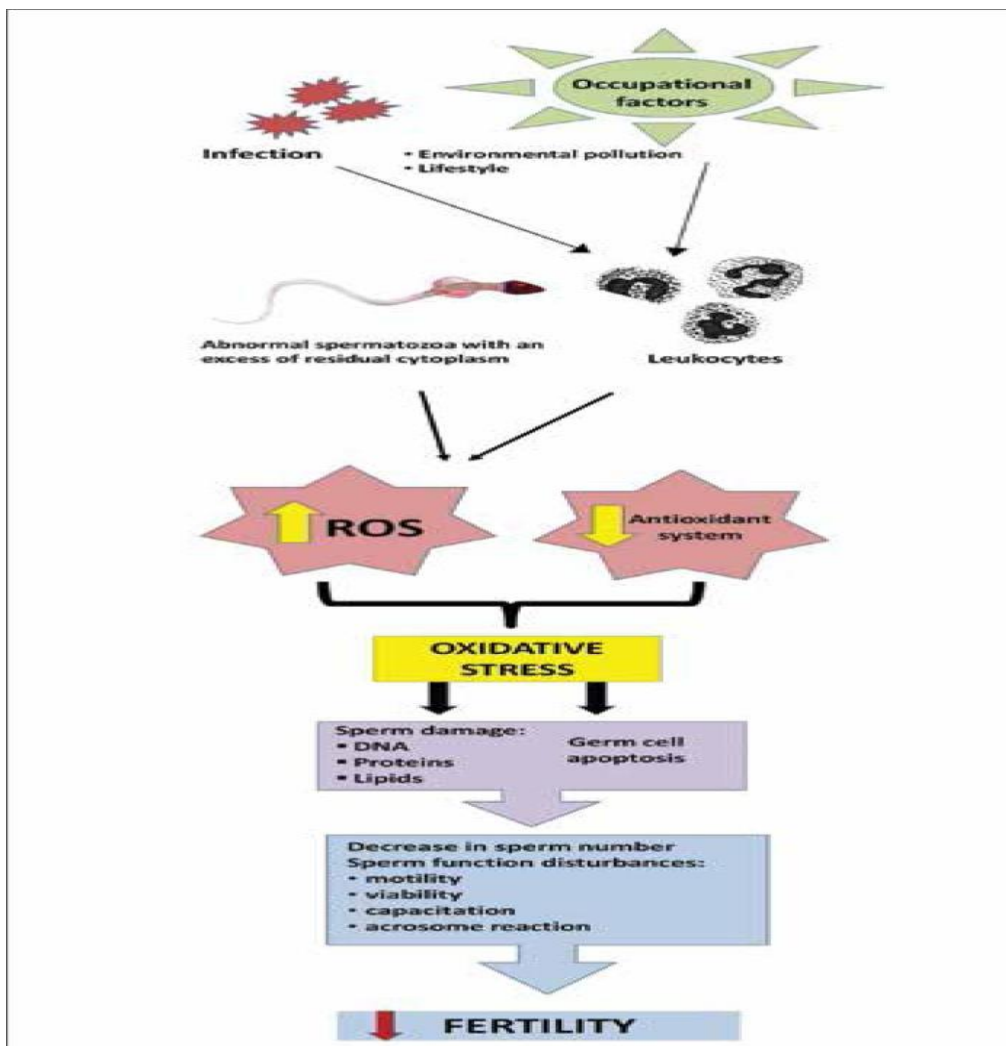 Occupational
factors
Infection
• Environmental pollution
• Lifestyle
Abnormal spermatozoa with an
excess of residual cytoplasm
Leukocytes
ROS
Antioxidant
system
OXIDATIVE
STRESS
Sperm damage:
▪ DNA
▪ Proteins
▪ Lipids
Germ cell
apoptosis
Decrease in sperm number
Sperm function disturbances:
• motility
• viability
• capacitation
• acrosome reaction
FERTILITY